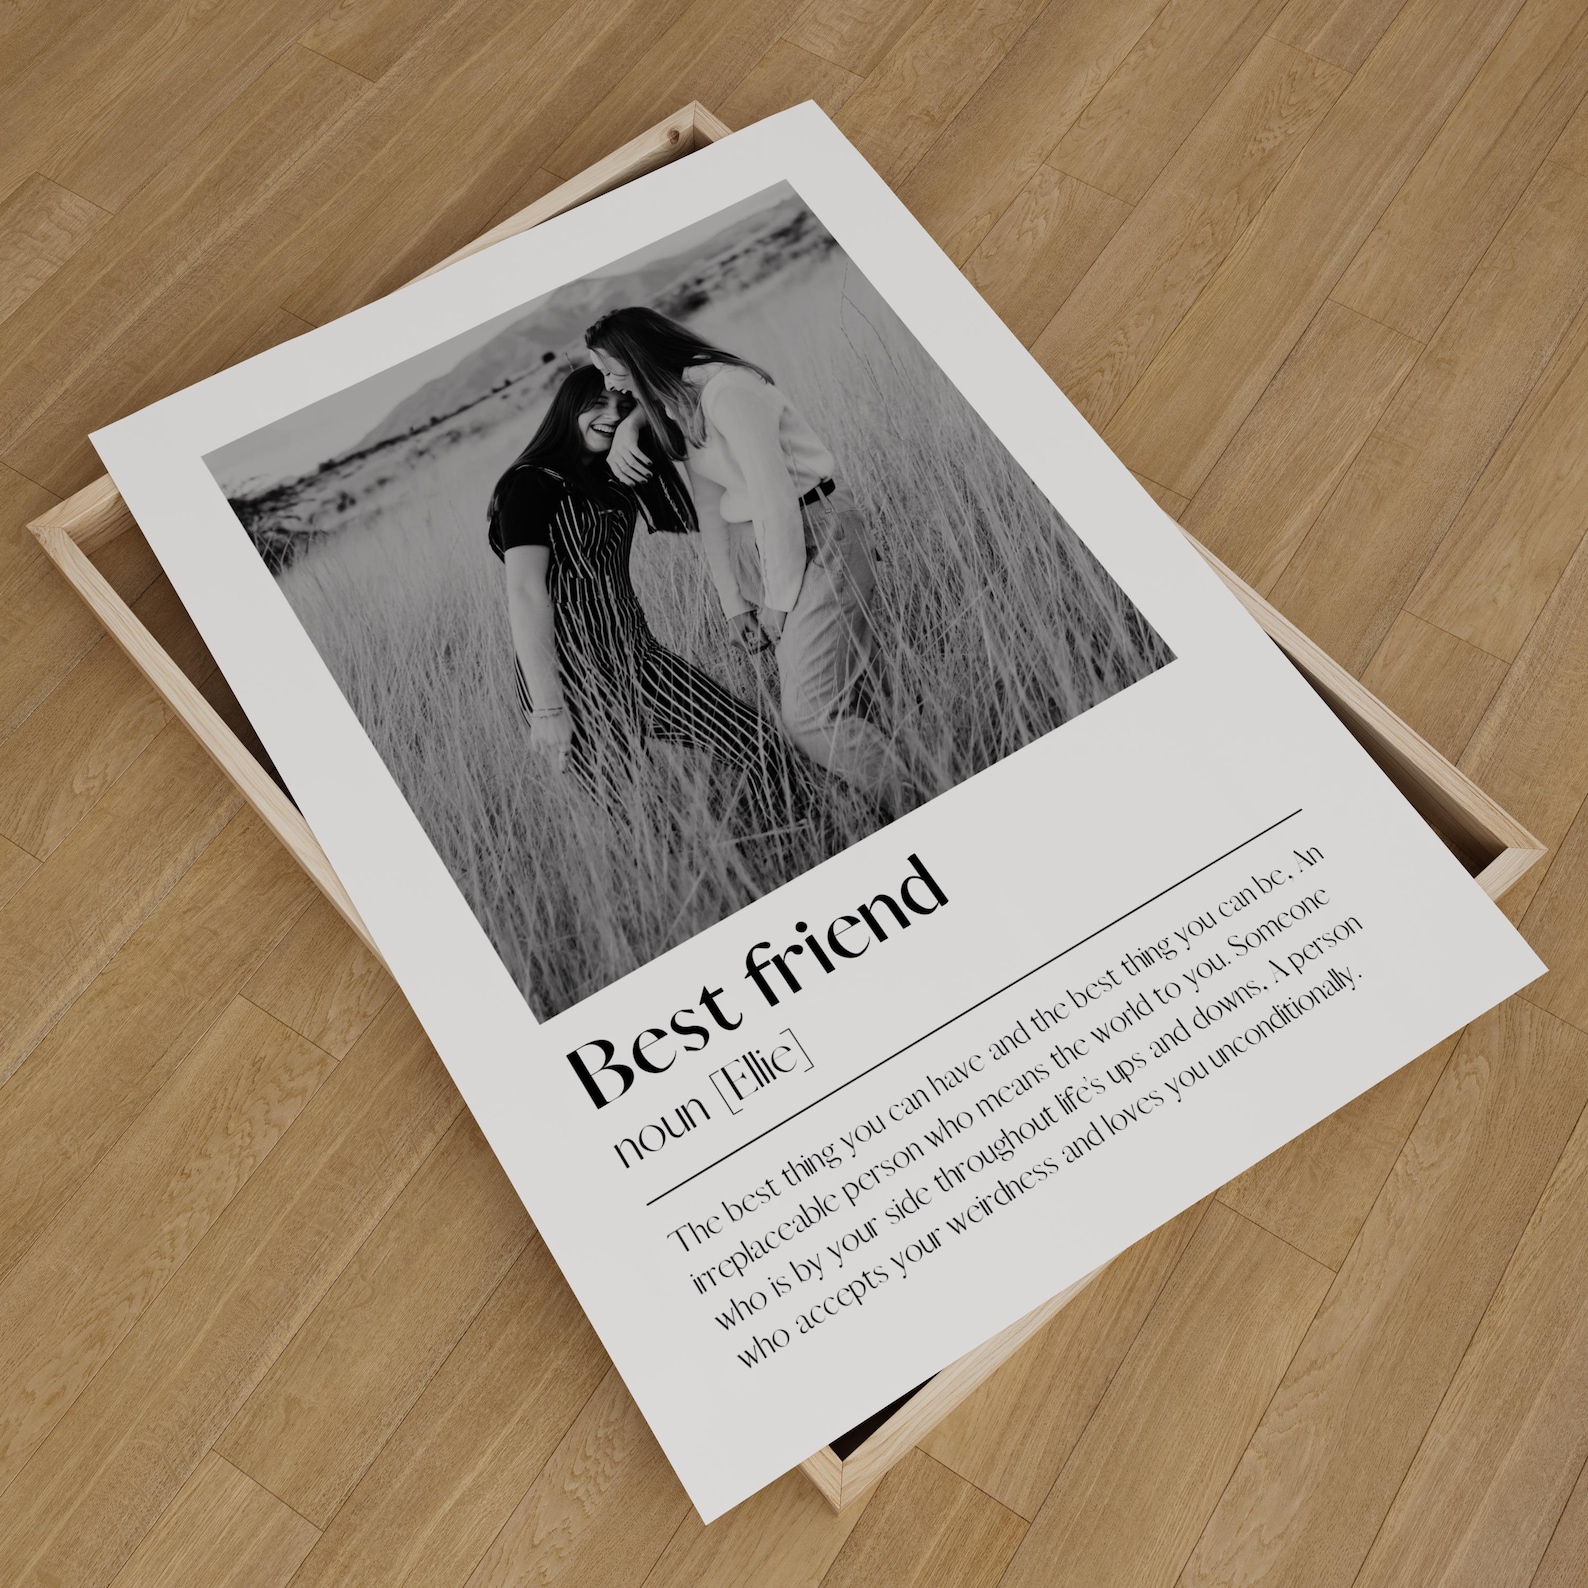 Best friend
noun [Ellie]
The best thing you can have and the best thing you can be. An
irreplaceable person who means the world to you. Someone
who is by your side throughout life's ups and downs. A person
who accepts your weirdness and loves you unconditionally.